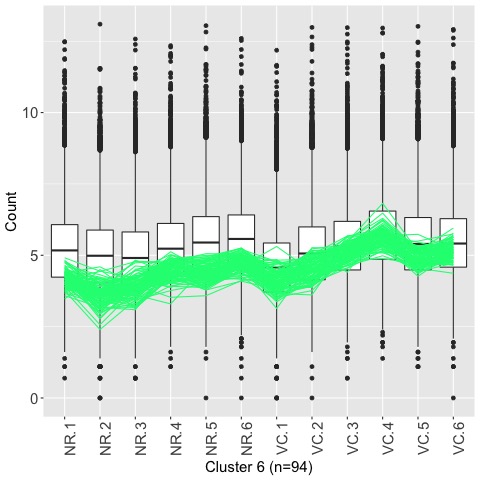 Count
10
5
0
NR.1
NR.2
NR.3
NR.4
NR.5
NR.6
VC.1
VC.2
VC.3
VC.4
VC.5
VC.6
Cluster 6 (n=94)